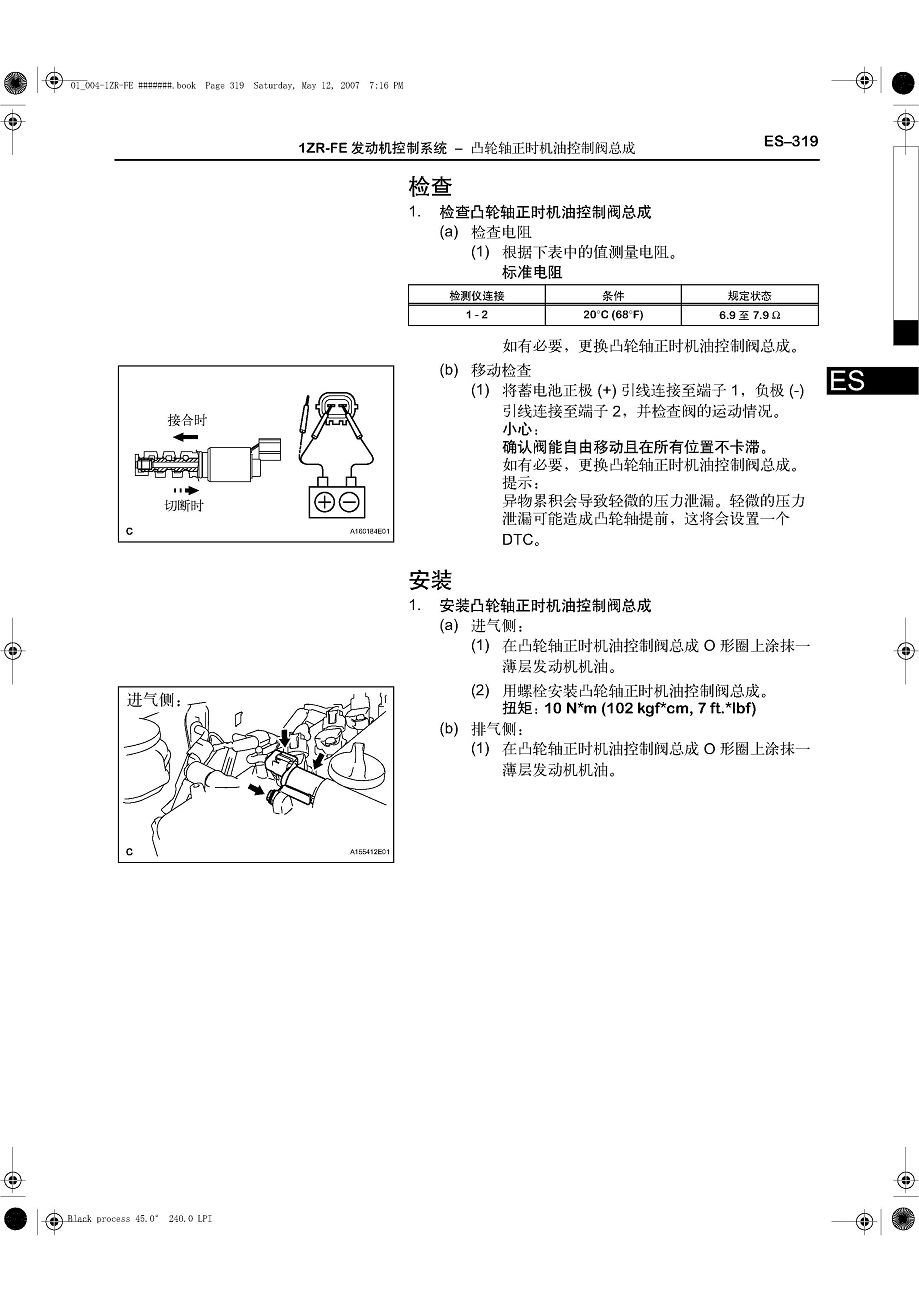 01_004-1ZR-FE #######.book Page 319 Saturday, May 12, 2007 7:16 PM
1ZR-FE 发动机控制系统 – 凸轮轴正时机油控制阀总成
ES–319
检查
1. 检查凸轮轴正时机油控制阀总成
(a) 检查电阻
(1) 根据下表中的值测量电阻。
标准电阻
检测仪连接 条件 规定状态
1 - 2 20°C (68°F) 6.9 至 7.9 Ω
如有必要，更换凸轮轴正时机油控制阀总成。
ES
(b) 移动检查
(1) 将蓄电池正极 (+) 引线连接至端子 1，负极 (-)
引线连接至端子 2，并检查阀的运动情况。
小心：
确认阀能自由移动且在所有位置不卡滞。
如有必要，更换凸轮轴正时机油控制阀总成。
提示：
异物累积会导致轻微的压力泄漏。轻微的压力
泄漏可能造成凸轮轴提前，这将会设置一个
DTC。
接合时
切断时
C
A160184E01
安装
1. 安装凸轮轴正时机油控制阀总成
(a) 进气侧：
(1) 在凸轮轴正时机油控制阀总成 O 形圈上涂抹一
薄层发动机机油。
(2) 用螺栓安装凸轮轴正时机油控制阀总成。
扭矩：10 N*m (102 kgf*cm, 7 ft.*lbf)
(b) 排气侧：
(1) 在凸轮轴正时机油控制阀总成 O 形圈上涂抹一
薄层发动机机油。
进气侧：
C
A155412E01
Black process 45.0° 240.0 LPI